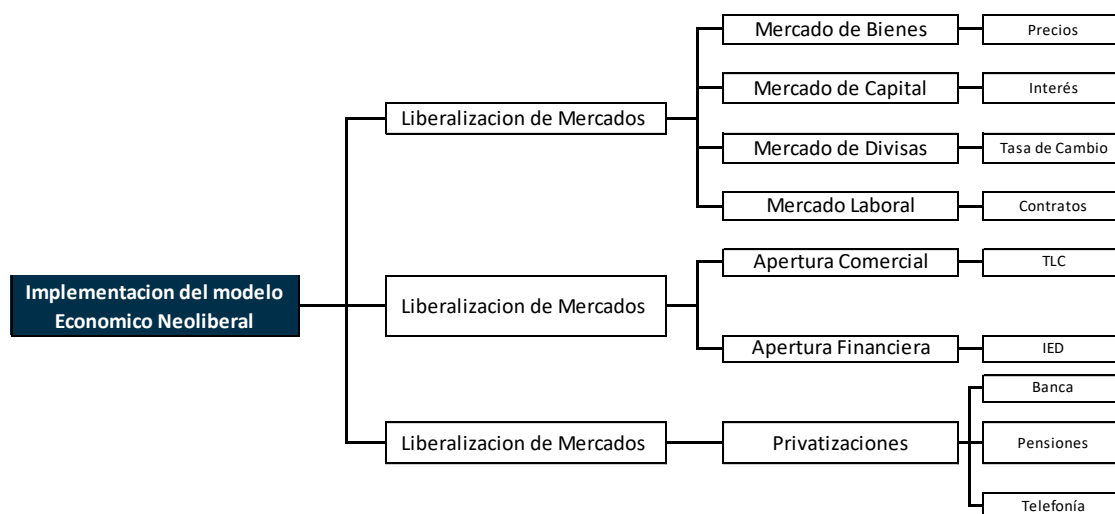 Implementacion del modelo
Economico Neoliberal
Liberalizacion de Mercados
Mercado de Bienes
Precios
Mercado de Capital
Interés
Mercado de Divisas
Tasa de Cambio
Mercado Laboral
Contratos
Liberalizacion de Mercados
Apertura Comercial
TLC
Apertura Financiera
IED
Liberalizacion de Mercados
Privatizaciones
Banca
Pensiones
Telefonía